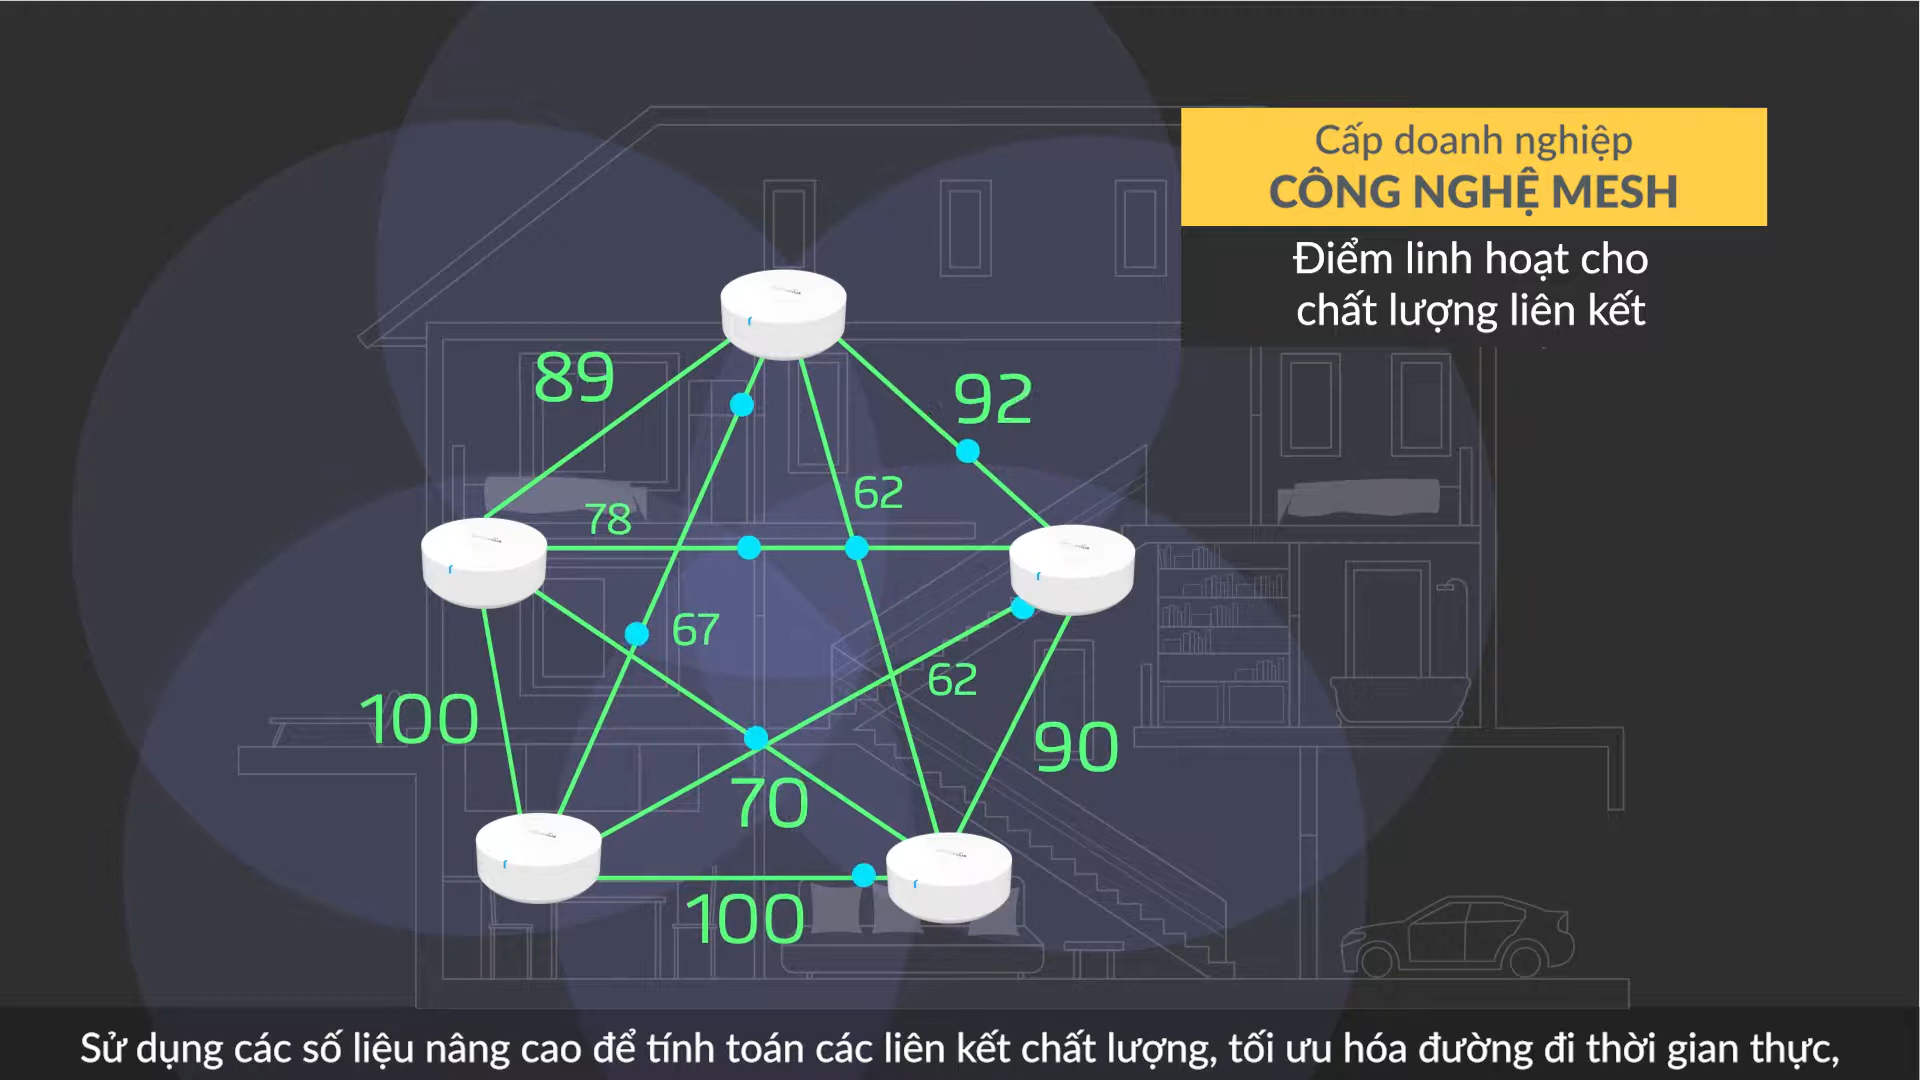 Cấp doanh nghiệp
CÔNG NGHỆ MESH
Điểm linh hoạt cho
chất lượng liên kết
89
92
78
62
67
62
100
90
70
100
Sử dụng các số liệu nâng cao để tính toán các liên kết chất lượng, tối ưu hóa đường đi thời gian thực,